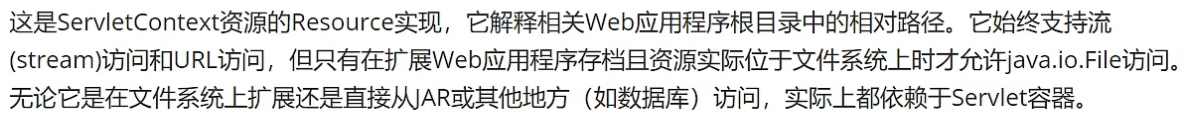 这是ServletContext资源的Resource实现，它解释相关Web应用程序根目录中的相对路径。它始终支持流
(stream)访问和URL访问，但只有在扩展Web应用程序存档且资源实际位于文件系统上时才允许java.io.File访问。
无论它是在文件系统上扩展还是直接从JAR或其他地方（如数据库）访问，实际上都依赖于Servlet容器。